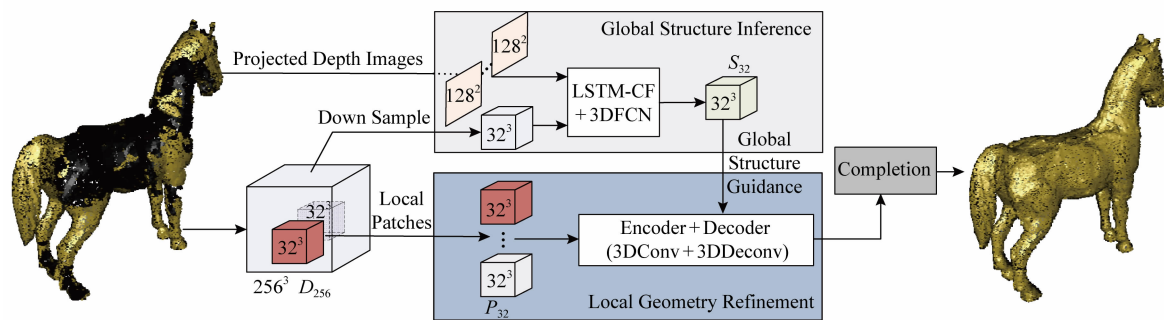 Global Structure Inference
Projected Depth Images
128²
128²
LSTM-CF
+ 3DFCN
S₃₂
32³
Down Sample
32³
Global
Structure
Guidance
Completion
32³
32³
256³ D₂₅₆
Local
Patches
32³
32³
P₃₂
Encoder + Decoder
(3DConv + 3DDeconv)
Local Geometry Refinement